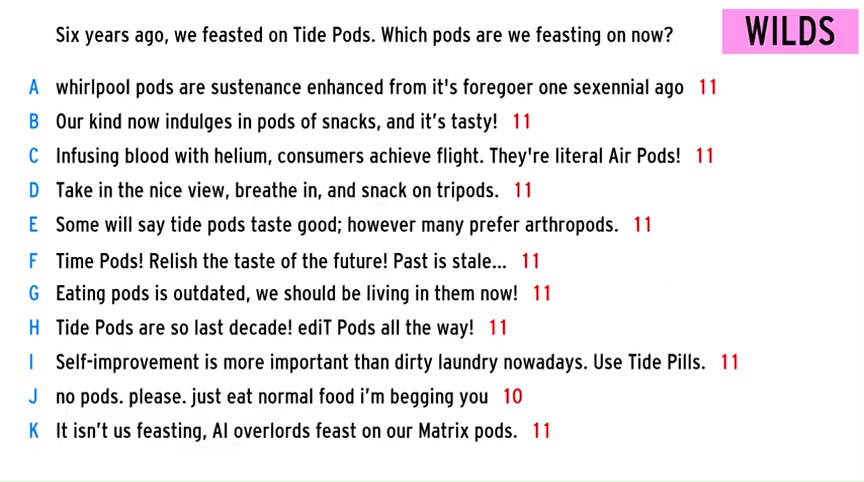 Six years ago, we feasted on Tide Pods. Which pods are we feasting on now?
WILDS
A whirlpool pods are sustenance enhanced from it's foregoer one sexennial ago 11
B Our kind now indulges in pods of snacks, and it's tasty! 11
C Infusing blood with helium, consumers achieve flight. They're literal Air Pods! 11
D Take in the nice view, breathe in, and snack on tripods. 11
E Some will say tide pods taste good; however many prefer arthropods. 11
F Time Pods! Relish the taste of the future! Past is stale... 11
G Eating pods is outdated, we should be living in them now! 11
H Tide Pods are so last decade! ediT Pods all the way! 11
I Self-improvement is more important than dirty laundry nowadays. Use Tide Pills. 11
J no pods. please. just eat normal food i'm begging you 10
K It isn't us feasting, AI overlords feast on our Matrix pods. 11